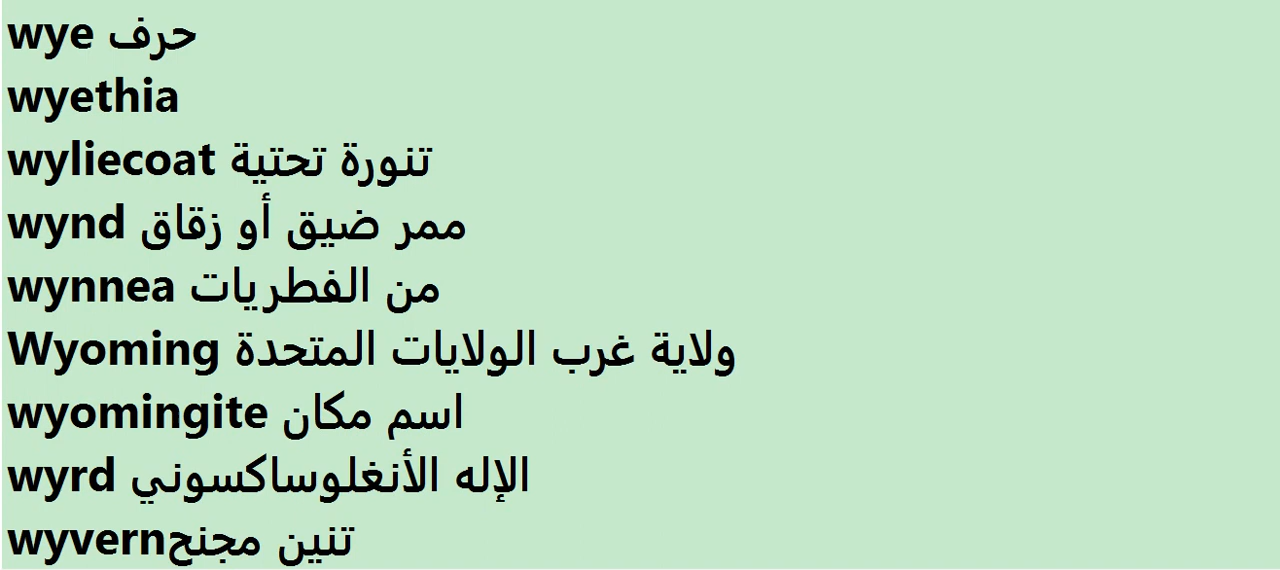 wye حرف
wyethia
wyliecoat تنورة تحتية
wynd ممر ضيق أو زقاق
wynnea من الفطريات
Wyoming ولاية غرب الولايات المتحدة
wyomingite اسم مكان
wyrd الإله الأنغلوساكسوني
wyvernتنين مجنح